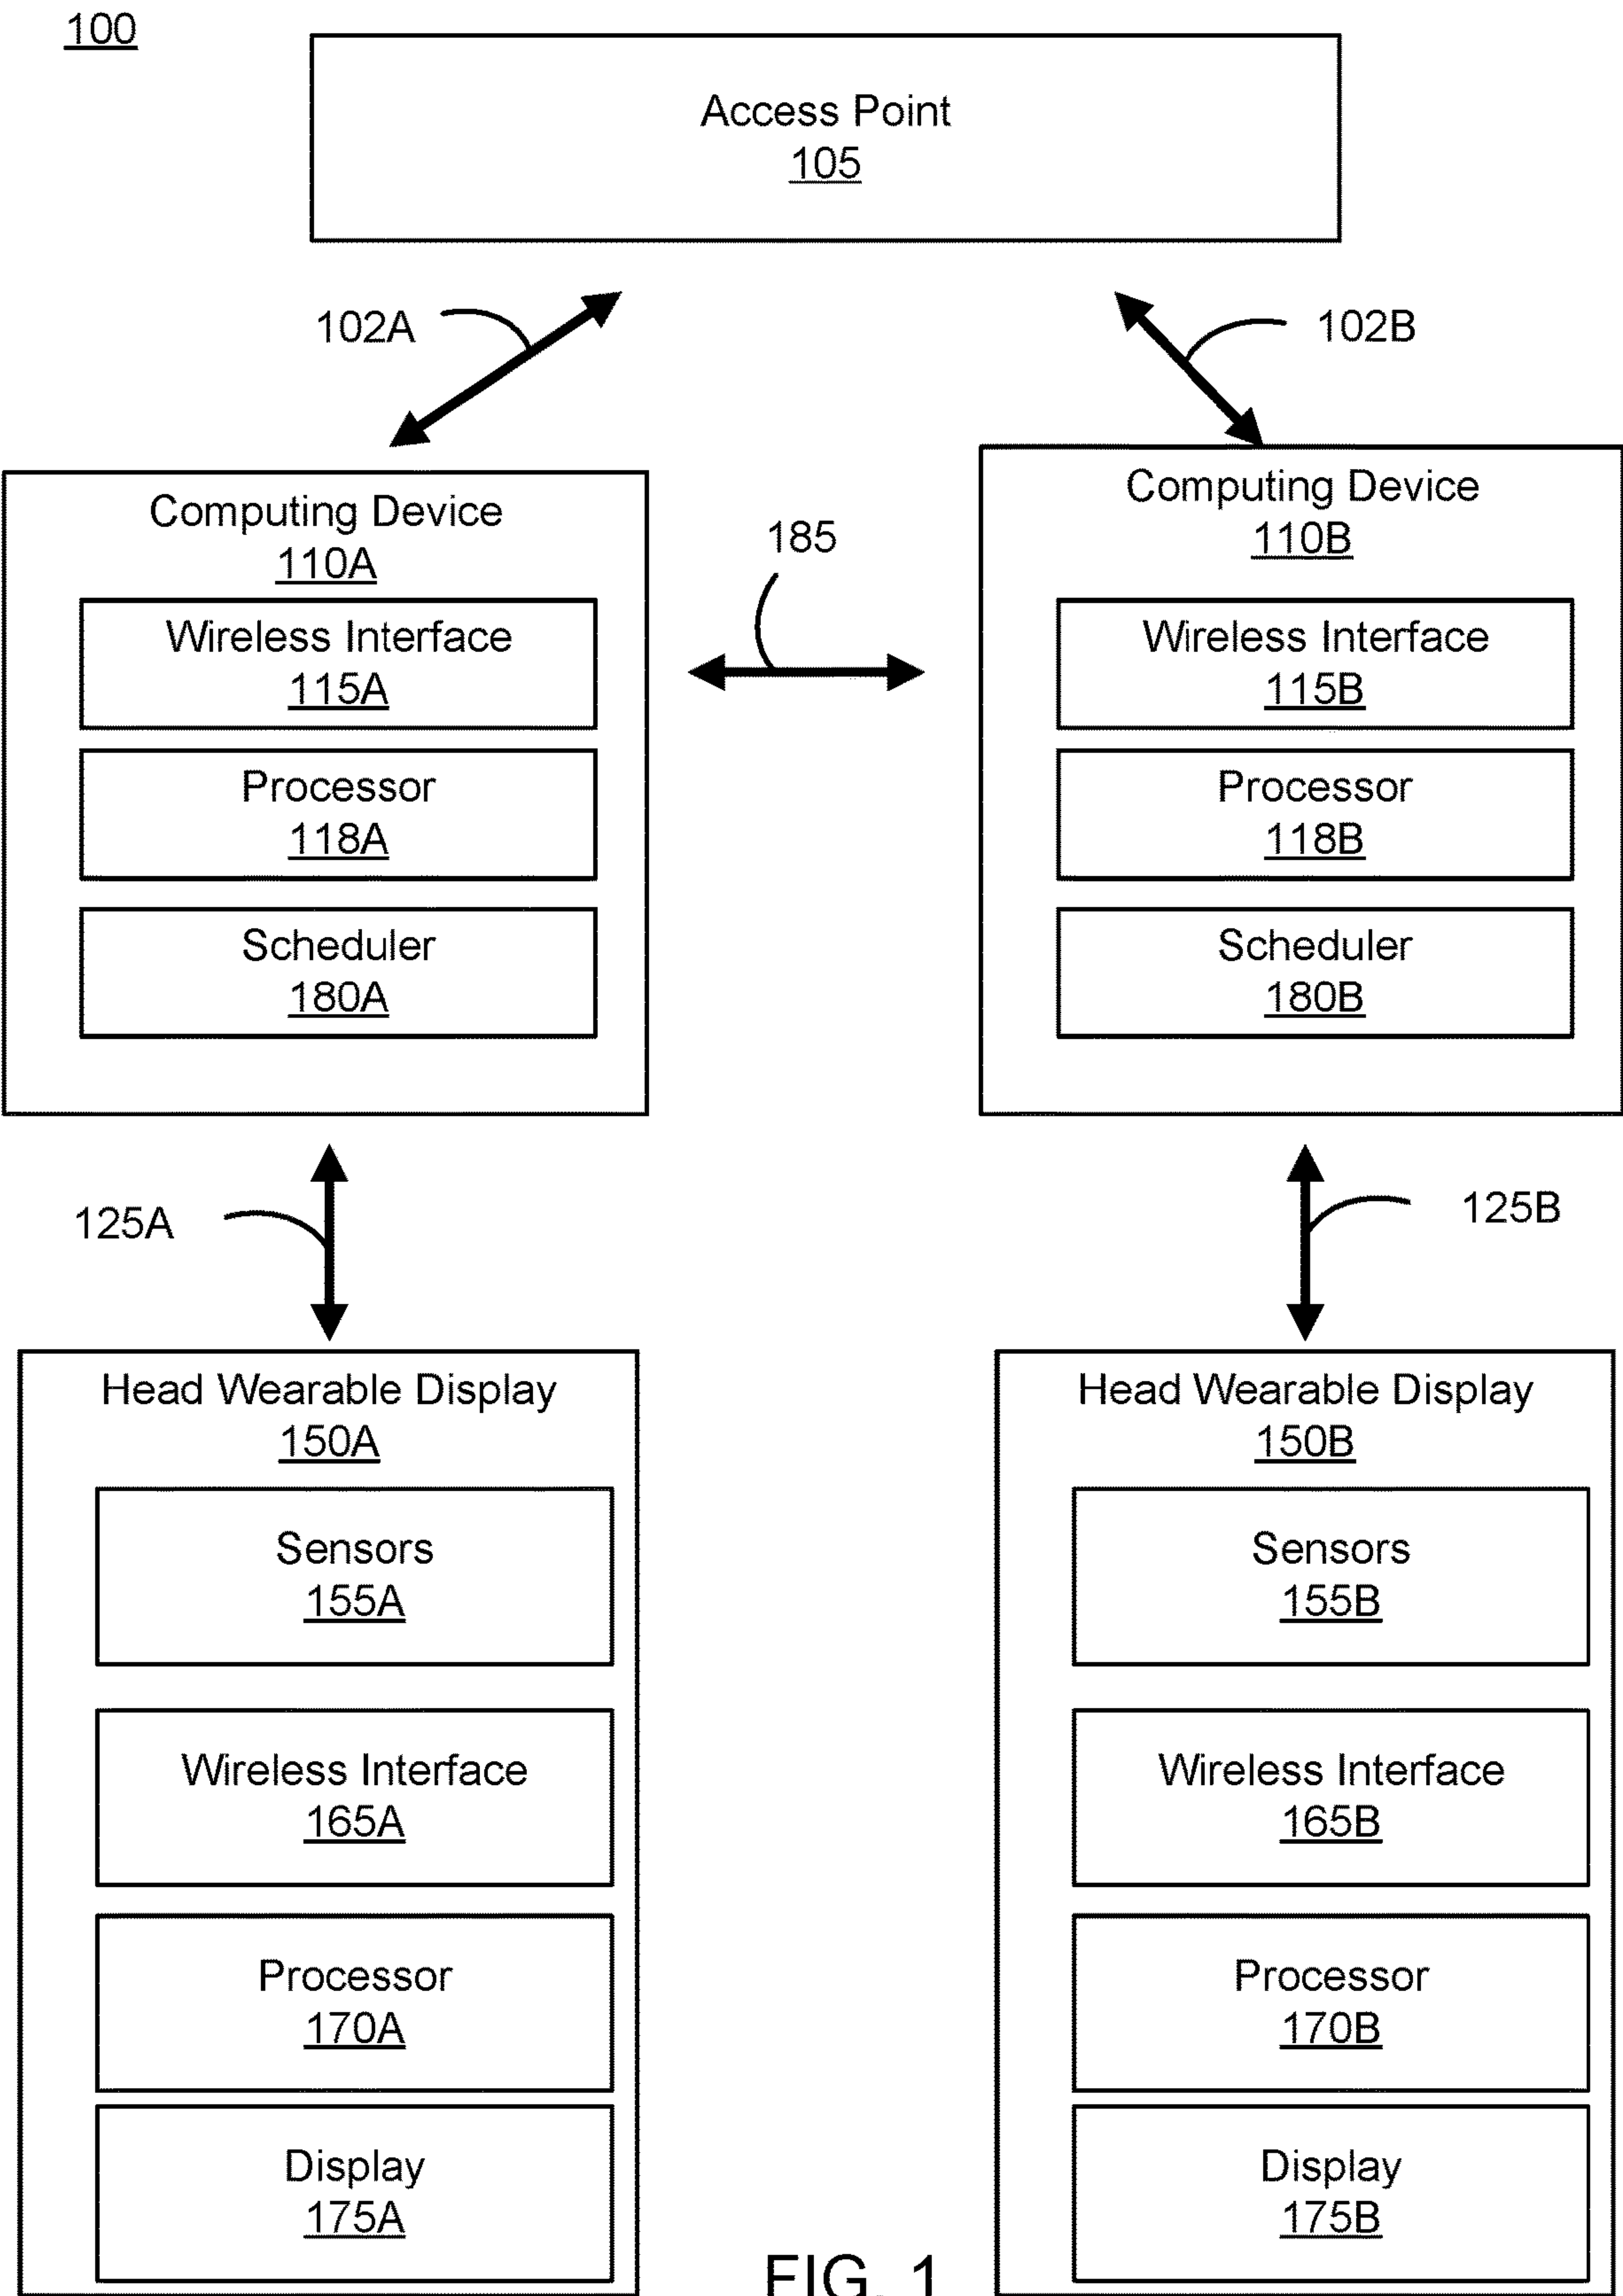 100
Access Point
105
102A
102B
Computing Device
110A
Wireless Interface
115A
Processor
118A
Scheduler
180A
185
Computing Device
110B
Wireless Interface
115B
Processor
118B
Scheduler
180B
125A
125B
Head Wearable Display
150A
Sensors
155A
Wireless Interface
165A
Processor
170A
Display
175A
Head Wearable Display
150B
Sensors
155B
Wireless Interface
165B
Processor
170B
Display
175B
FIG. 1